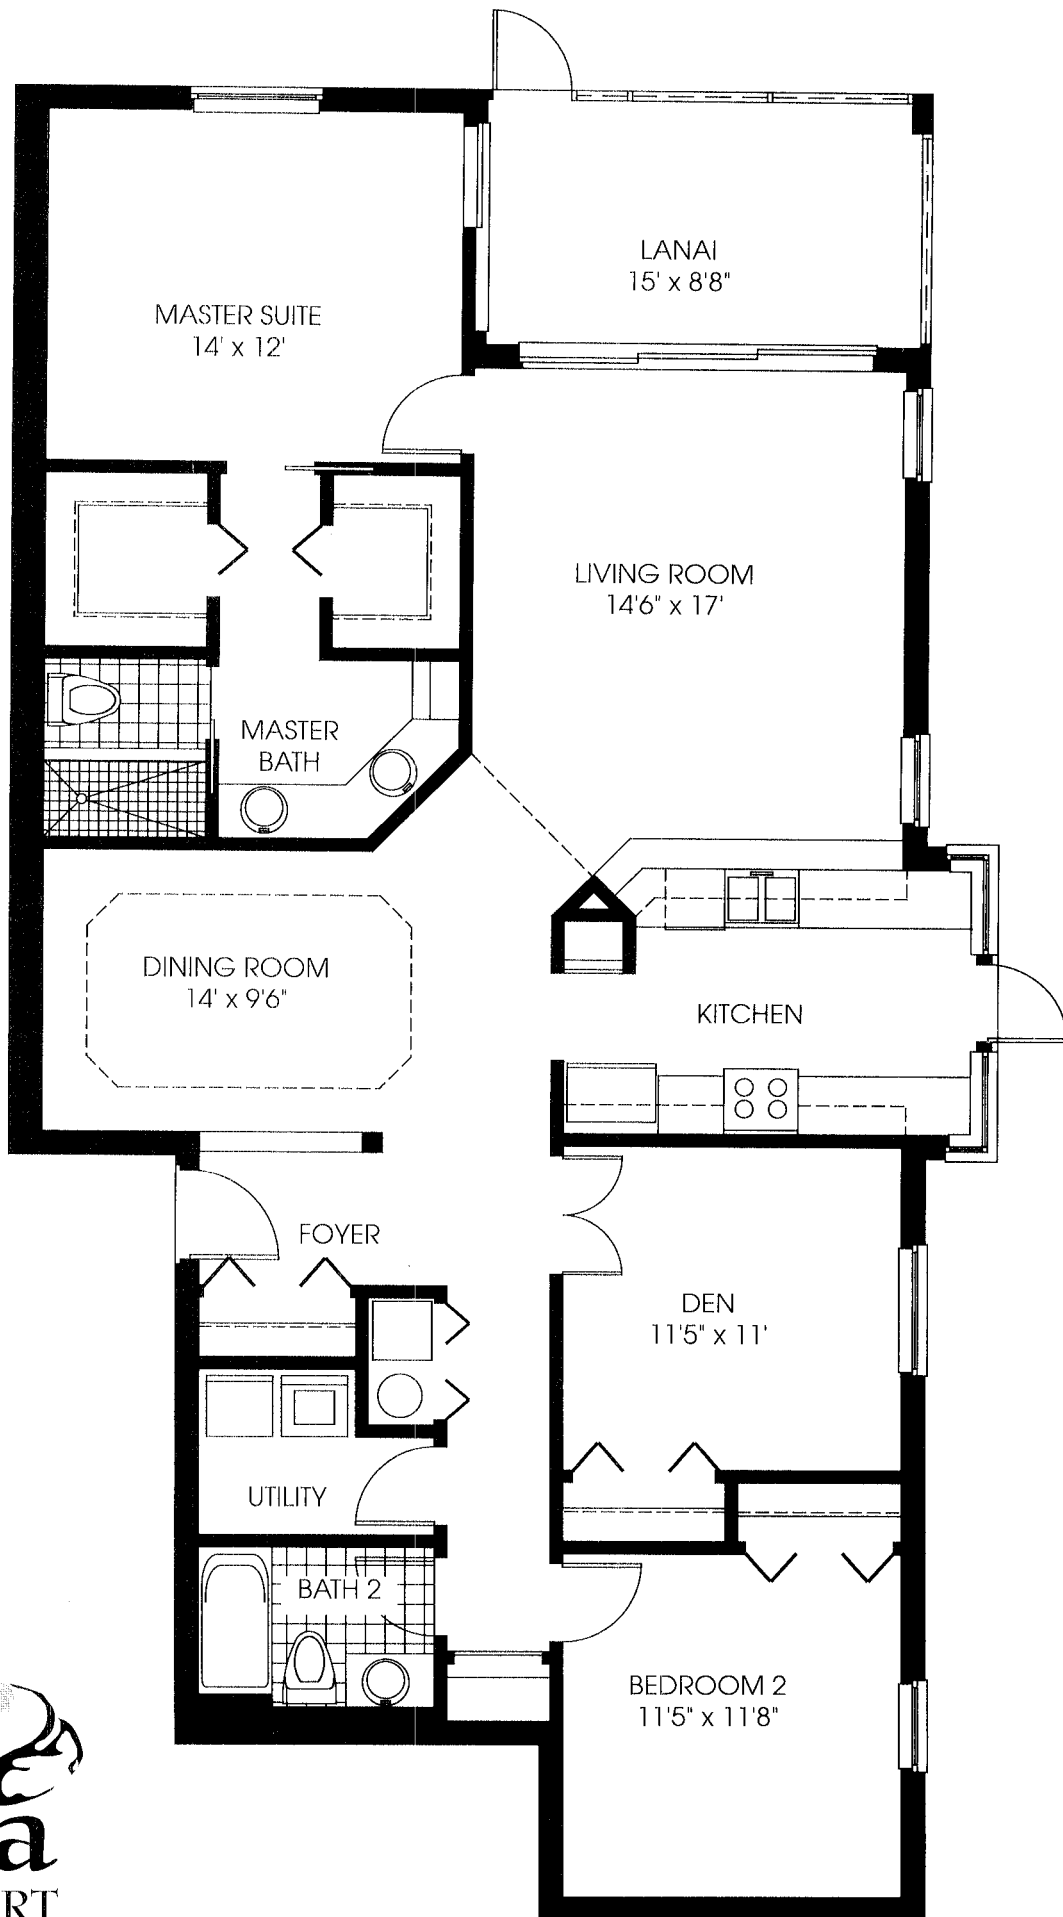 LANAI
15' x 8'8"
MASTER SUITE
14' x 12'
LIVING ROOM
14'6" x 17'
MASTER
BATH
DINING ROOM
14' x 9'6"
KITCHEN
FOYER
DEN
11'5" x 11'
UTILITY
BATH 2
BEDROOM 2
11'5" x 11'8"
a
RT